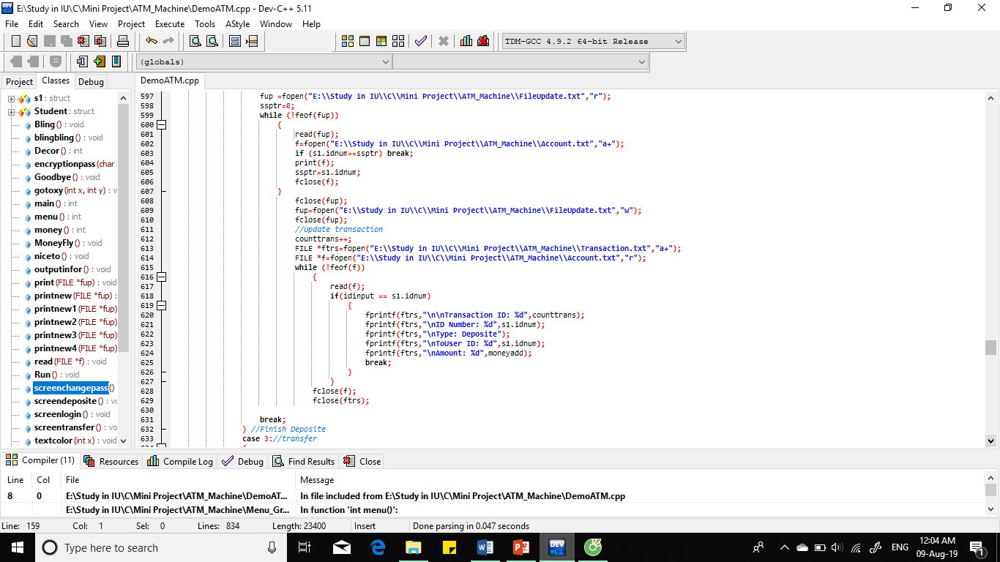 E:\Study in IU\C\Mini Project\ATM_Machine\DemoATM.cpp - Dev-C++ 5.11
File Edit Search View Project Execute Tools AStyle Window Help
TDM-GCC 4.9.2 64-bit Release
(globals)
Project Classes Debug
s1 : struct
Student : struct
Bling () : void
blingbling () : void
Decor () : int
encryptionpass (char
Goodbye () : void
gotoxy (int x, int y) : v
main () : int
menu () : int
money () : int
MoneyFly () : void
niceto () : void
outputinfor () : void
print (FILE *fup) : void
printnew (FILE *fup) :
printnew1 (FILE *fup)
printnew2 (FILE *fup)
printnew3 (FILE *fup)
printnew4 (FILE *fup)
read (FILE *f) : void
Run () : void
screenchangepass ()
screendeposite () : vo
screenlogin () : void
screentransfer () : vo
textcolor (int x) : void
DemoATM.cpp
597 fup =fopen("E:\\Study in IU\\C\\Mini Project\\ATM_Machine\\FileUpdate.txt","r");
598 ssptr=0;
599 while (!feof(fup))
600 {
601 read(fup);
602 f=fopen("E:\\Study in IU\\C\\Mini Project\\ATM_Machine\\Account.txt","a+");
603 if (s1.idnum==ssptr) break;
604 print(f);
605 ssptr=s1.idnum;
606 fclose(f);
607 }
608 fclose(fup);
609 fup=fopen("E:\\Study in IU\\C\\Mini Project\\ATM_Machine\\FileUpdate.txt","w");
610 fclose(fup);
611 //Update transaction
612 counttrans++;
613 FILE *ftrs=fopen("E:\\Study in IU\\C\\Mini Project\\ATM_Machine\\Transaction.txt","a+");
614 FILE *f=fopen("E:\\Study in IU\\C\\Mini Project\\ATM_Machine\\Account.txt","r");
615 while (!feof(f))
616 {
617 read(f);
618 if(idinput == s1.idnum)
619 {
620 fprintf(ftrs,"\n\nTransaction ID: %d",counttrans);
621 fprintf(ftrs,"\nID Number: %d",s1.idnum);
622 fprintf(ftrs,"\nType: Deposite");
623 fprintf(ftrs,"\nToUser ID: %d",s1.idnum);
624 fprintf(ftrs,"\nAmount: %d",moneyadd);
625 break;
626 }
627 }
628 fclose(f);
629 fclose(ftrs);
630
631 break;
632 } //Finish Deposite
633 case 3://transfer
Compiler (11) Resources Compile Log Debug Find Results Close
Line Col File Message
8 0 E:\Study in IU\C\Mini Project\ATM_Machine\DemoAT... In file included from E:\Study in IU\C\Mini Project\ATM_Machine\DemoATM.cpp
E:\Study in IU\C\Mini Project\ATM_Machine\Menu_Gr... In function 'int menu()':
Line: 159 Col: 1 Sel: 0 Lines: 834 Length: 23400 Insert Done parsing in 0.047 seconds
Type here to search
ENG
12:04 AM
09-Aug-19
1